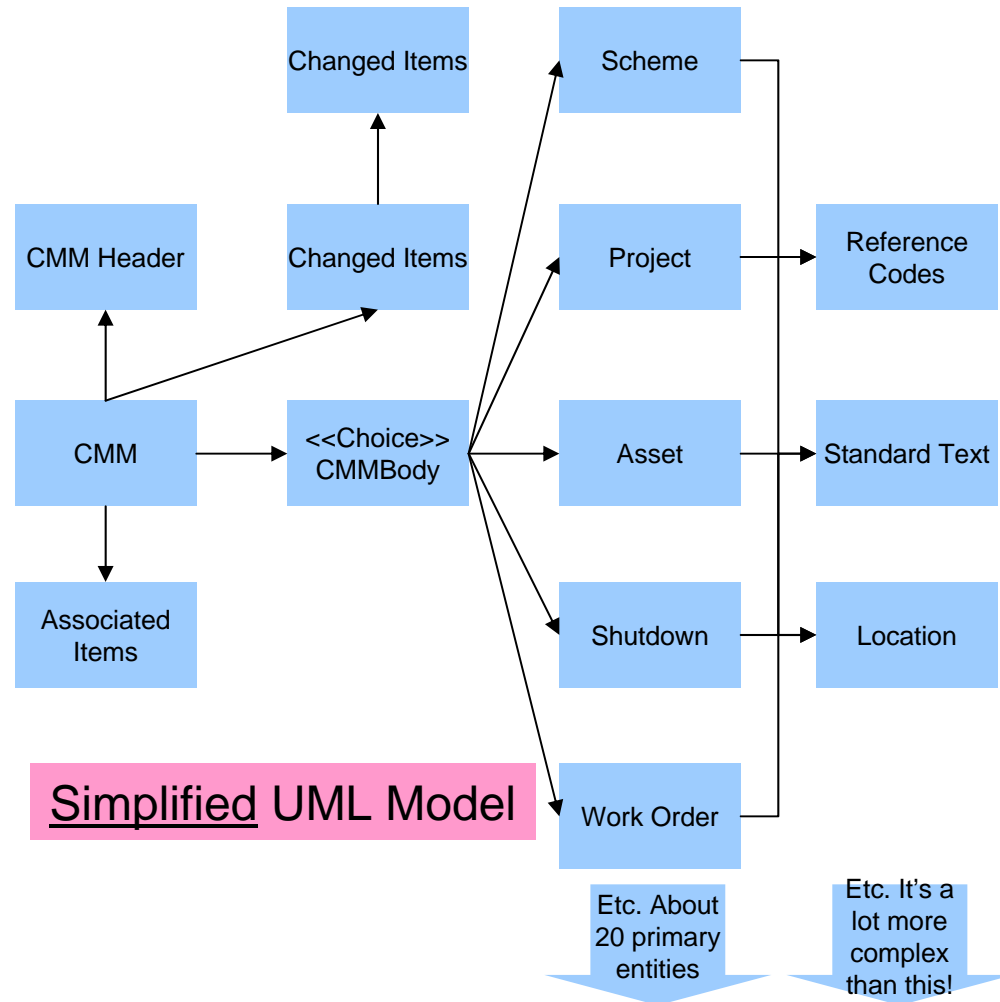 Changed Items
Scheme
CMM Header
Changed Items
Project
Reference
Codes
CMM
<<Choice>>
CMMBody
Asset
Standard Text
Associated
Items
Shutdown
Location
Simplified UML Model
Work Order
Etc. About
20 primary
entities
Etc. It’s a
lot more
complex
than this!